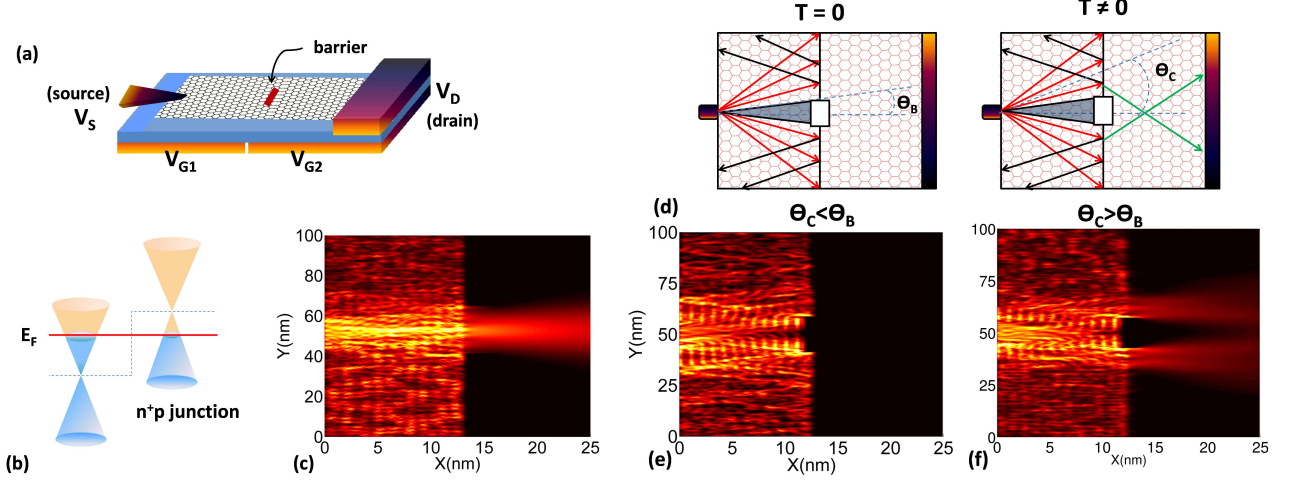 (a)
barrier
(source)
V_S
V_D
(drain)
V_G1
V_G2
T = 0
T ≠ 0
Θ_B
Θ_C
(d)
Θ_C<Θ_B
Θ_C>Θ_B
E_F
n⁺p junction
(b)
100
80
60
40
20
0
Y(nm)
0
5
10
15
20
25
X(nm)
(c)
100
75
50
25
0
Y(nm)
0
5
10
15
20
25
X(nm)
(e)
100
75
50
25
0
0
5
10
15
20
25
X(nm)
(f)